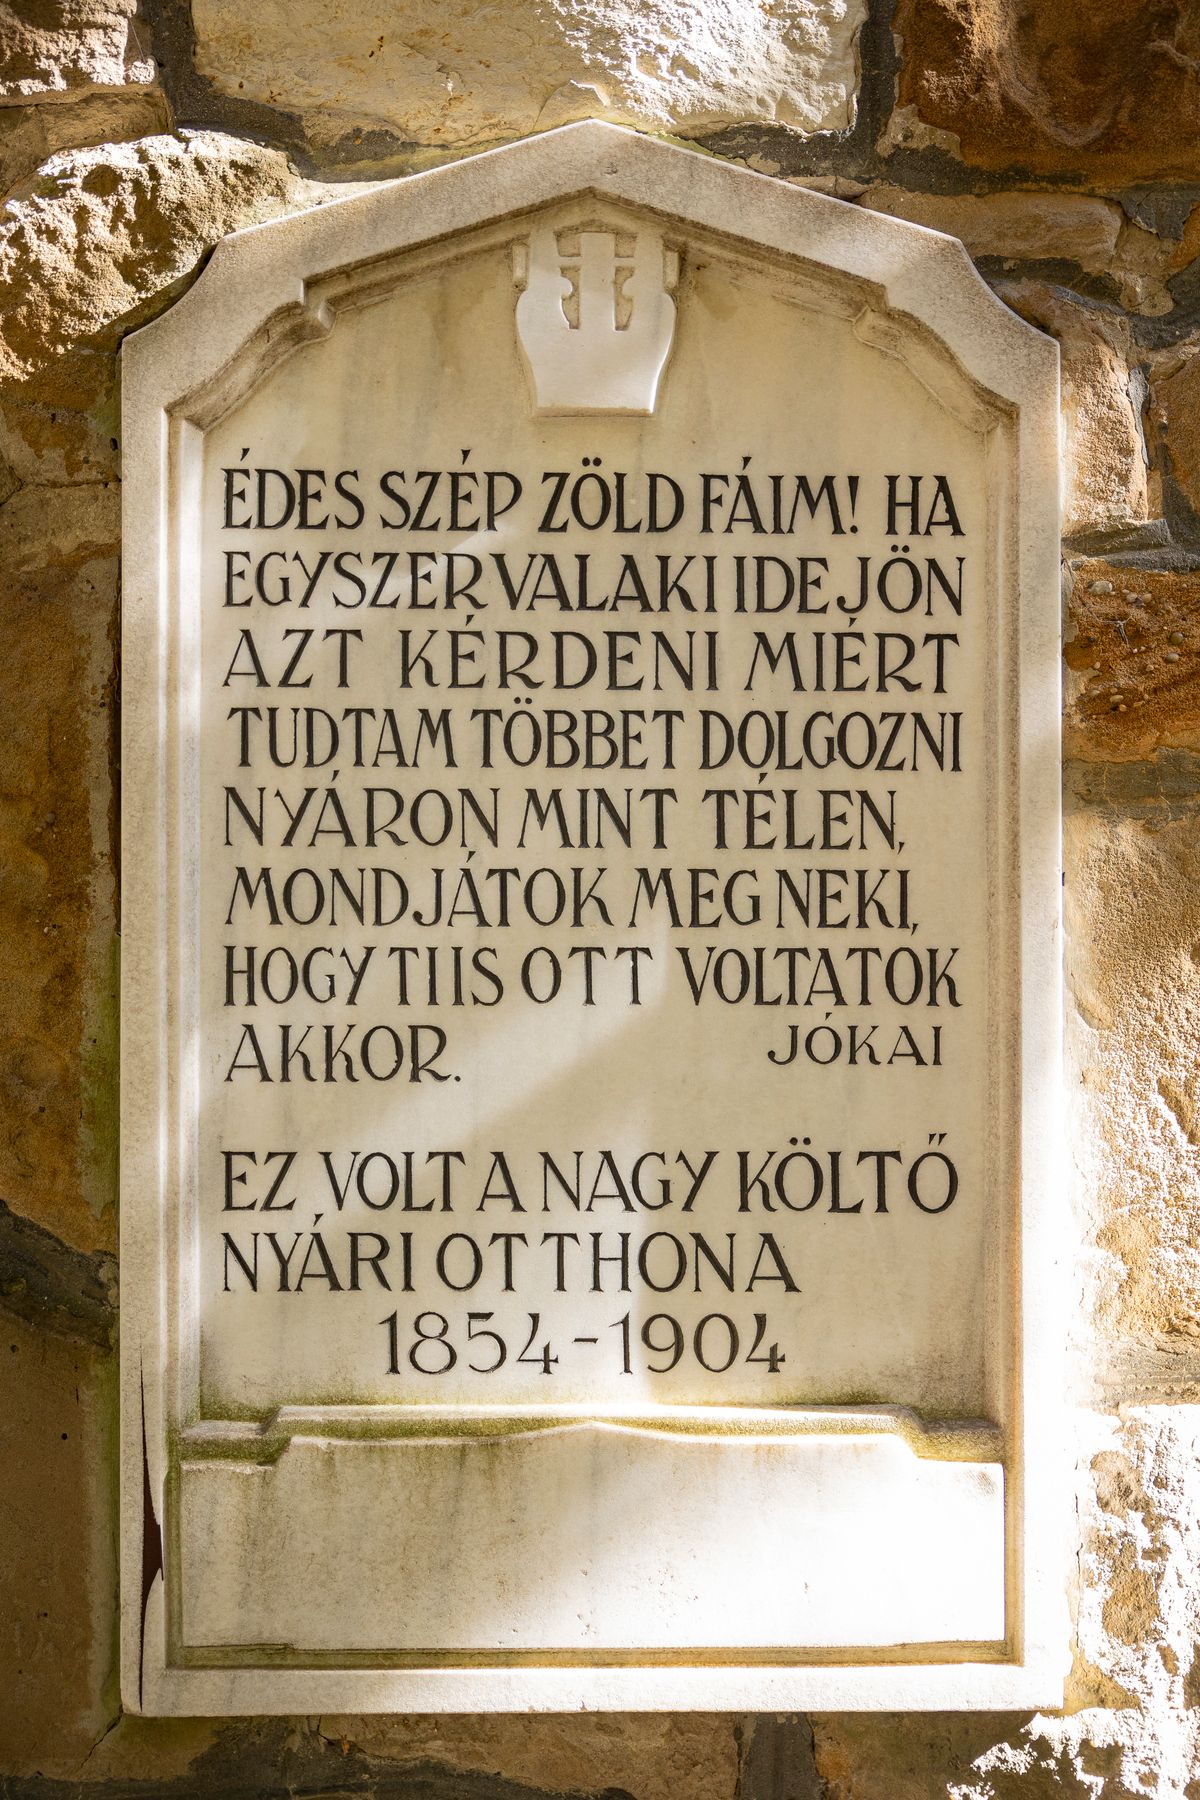 ÉDES SZÉP ZÖLD FÁIM! HA
EGYSZER VALAKI IDE JÖN
AZT KÉRDENI MIÉRT
TUDTAM TÖBBET DOLGOZNI
NYÁRON MINT TÉLEN,
MONDJÁTOK MEG NEKI,
HOGY TI IS OTT VOLTATOK
AKKOR. JÓKAI
EZ VOLT A NAGY KÖLTŐ
NYÁRI OTTHONA
1854-1904